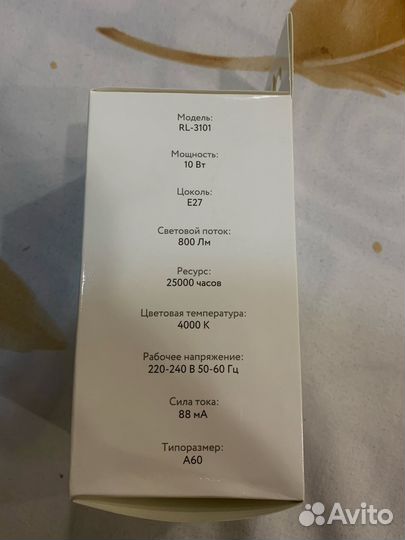 Модель:
RL-3101
Мощность:
10 Вт
Цоколь:
E27
Световой поток:
800 Лм
Ресурс:
25000 часов
Цветовая температура:
4000 К
Рабочее напряжение:
220-240 В 50-60 Гц
Сила тока:
88 мА
Типоразмер:
А60
Avito